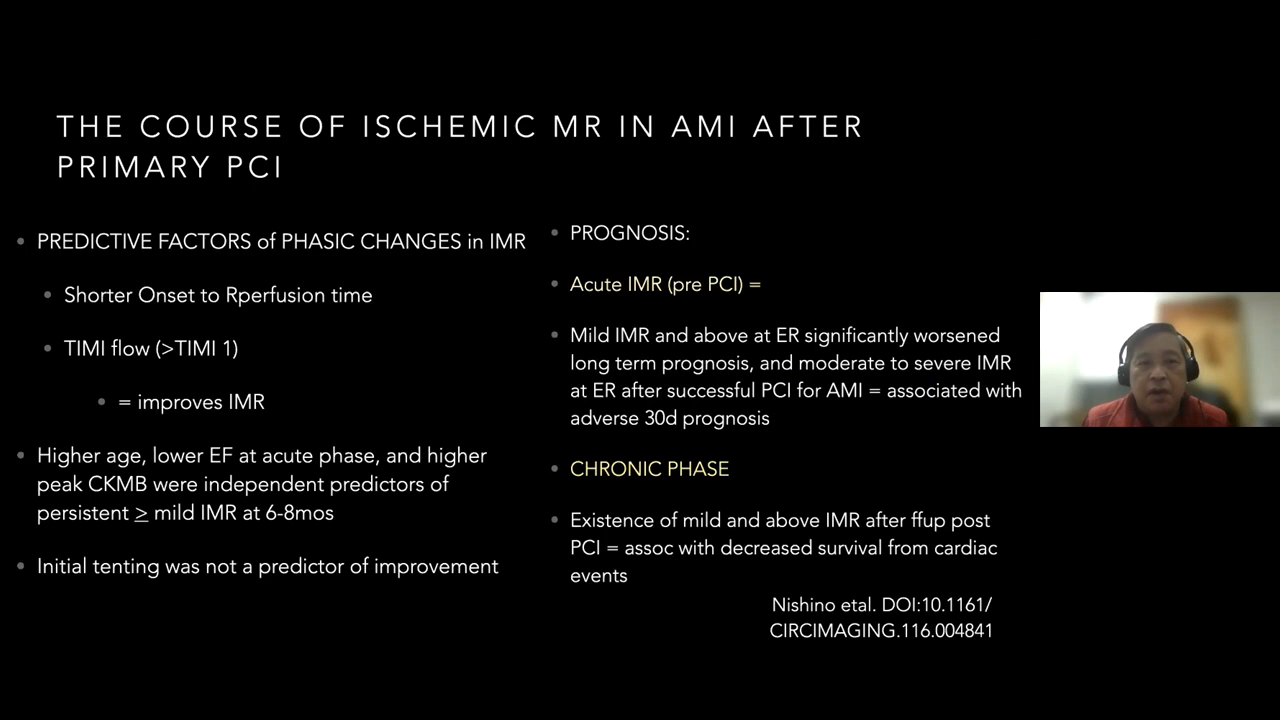 THE COURSE OF ISCHEMIC MR IN AMI AFTER
PRIMARY PCI
PREDICTIVE FACTORS of PHASIC CHANGES in IMR
Shorter Onset to Rperfusion time
TIMI flow (>TIMI 1)
= improves IMR
Higher age, lower EF at acute phase, and higher
peak CKMB were independent predictors of
persistent ≥ mild IMR at 6-8mos
Initial tenting was not a predictor of improvement
PROGNOSIS:
Acute IMR (pre PCI) =
Mild IMR and above at ER significantly worsened
long term prognosis, and moderate to severe IMR
at ER after successful PCI for AMI = associated with
adverse 30d prognosis
CHRONIC PHASE
Existence of mild and above IMR after ffup post
PCI = assoc with decreased survival from cardiac
events
Nishino etal. DOI:10.1161/
CIRCIMAGING.116.004841